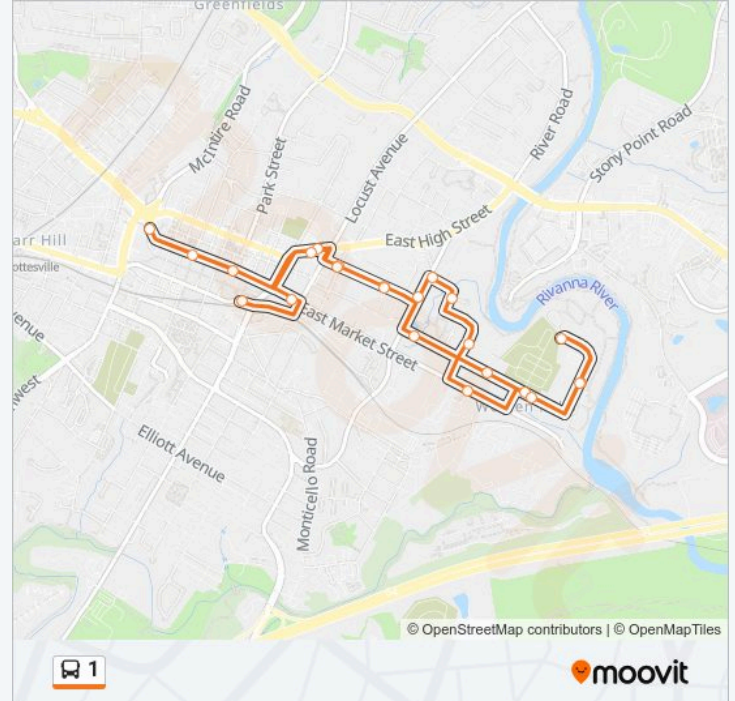 Greenfields
McIntire Road
Park Street
Locust Avenue
River Road
Stony Point Road
East High Street
arr Hill
ottesville
Rivanna River
East Market Street
enue
west
Elliott Avenue
Monticello Road
© OpenStreetMap contributors | © OpenMapTiles
1
moovit